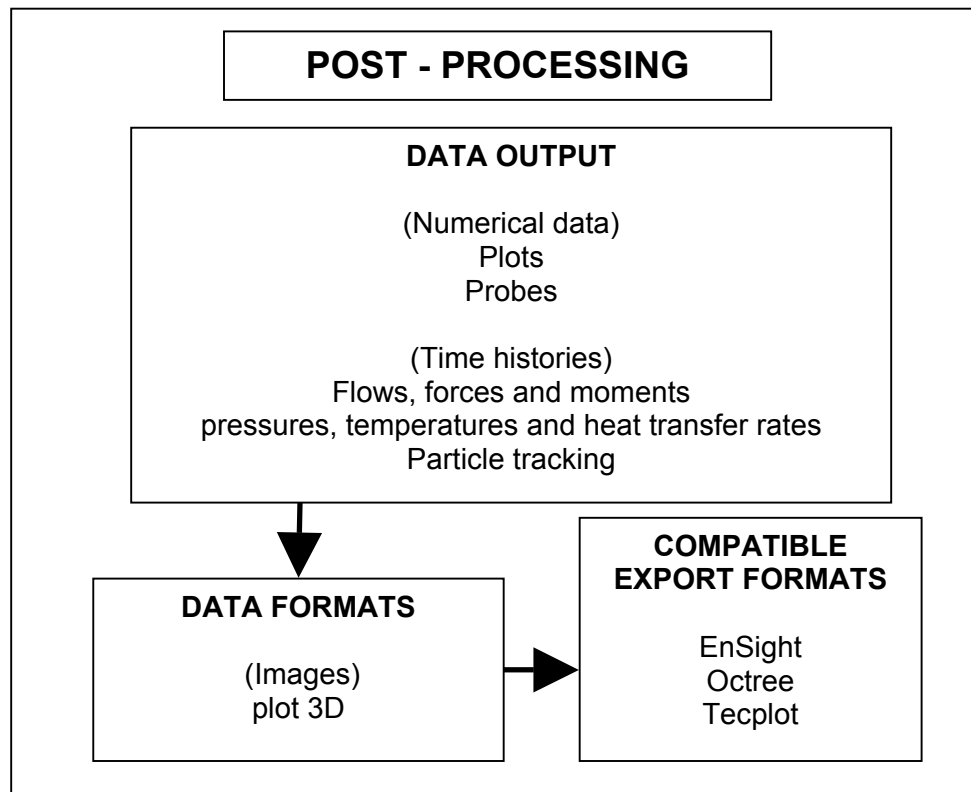 POST - PROCESSING
DATA OUTPUT
(Numerical data)
Plots
Probes
(Time histories)
Flows, forces and moments
pressures, temperatures and heat transfer rates
Particle tracking
DATA FORMATS
(Images)
plot 3D
COMPATIBLE
EXPORT FORMATS
EnSight
Octree
Tecplot